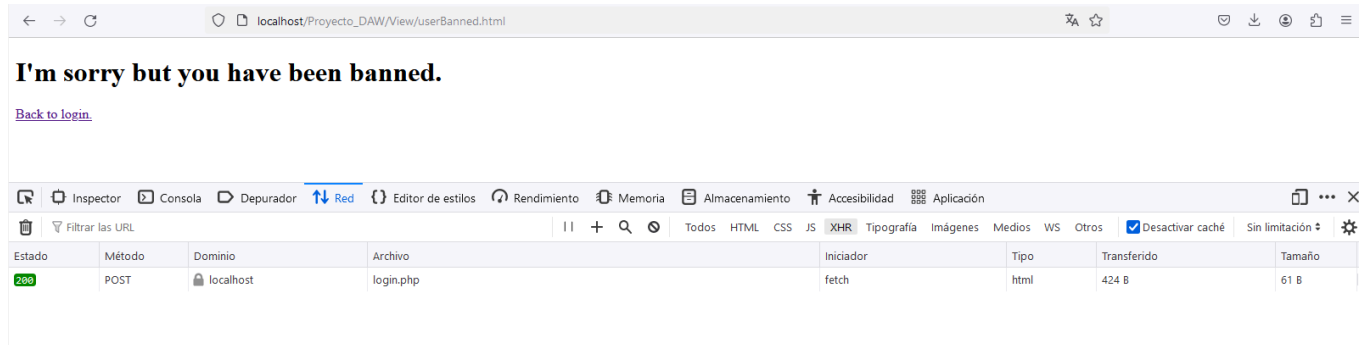 localhost/Proyecto_DAW/View/userBanned.html
I'm sorry but you have been banned.
Back to login.
Inspector Consola Depurador Red Editor de estilos Rendimiento Memoria Almacenamiento Accesibilidad Aplicación
Filtrar las URL Todos HTML CSS JS XHR Tipografía Imágenes Medios WS Otros Desactivar caché Sin limitación
Estado Método Dominio Archivo Iniciador Tipo Transferido Tamaño
200 POST localhost login.php fetch html 424 B 61 B